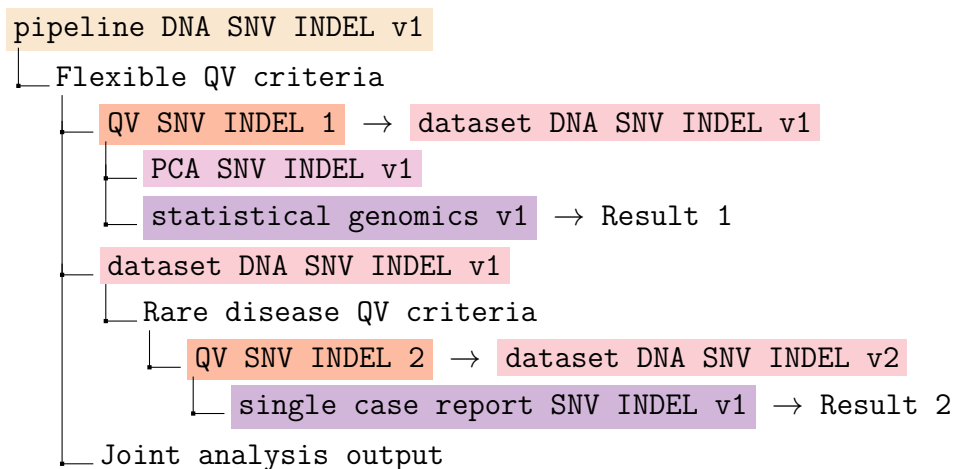 pipeline DNA SNV INDEL v1
Flexible QV criteria
QV SNV INDEL 1 → dataset DNA SNV INDEL v1
PCA SNV INDEL v1
statistical genomics v1 → Result 1
dataset DNA SNV INDEL v1
Rare disease QV criteria
QV SNV INDEL 2 → dataset DNA SNV INDEL v2
single case report SNV INDEL v1 → Result 2
Joint analysis output